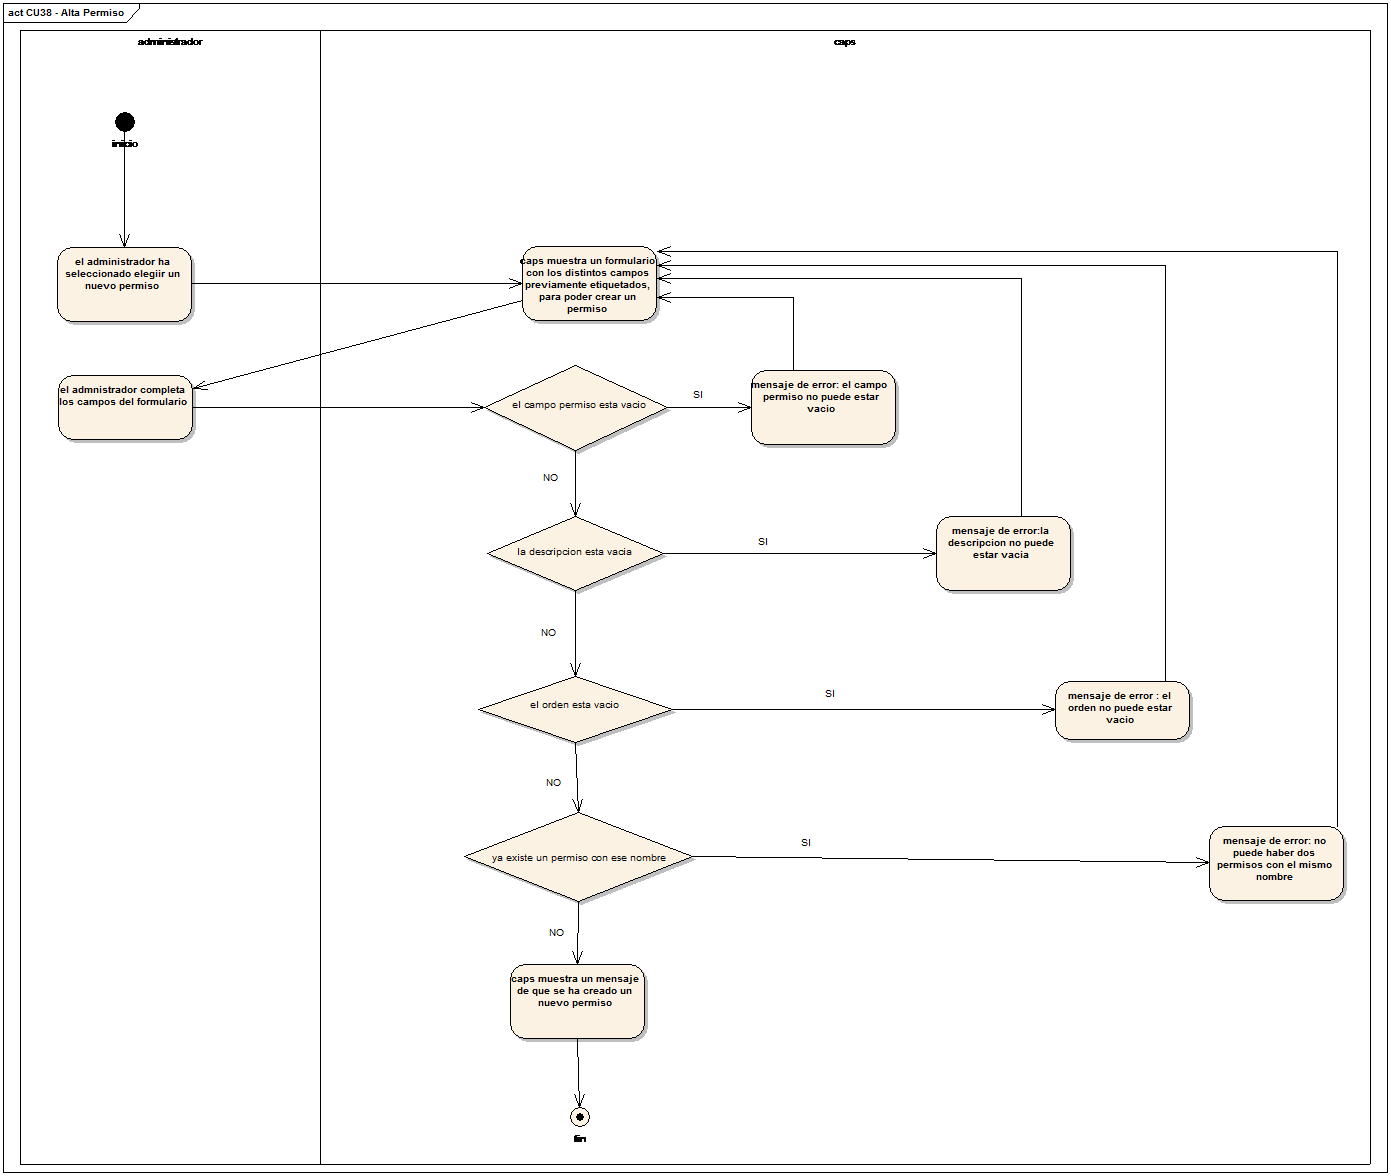 act CU38 - Alta Permiso
administrador
caps
inicio
el administrador ha
seleccionado elegiir un
nuevo permiso
caps muestra un formulario
con los distintos campos
previamente etiquetados,
para poder crear un
permiso
el admnistrador completa
los campos del formulario
el campo permiso esta vacio
SI
mensaje de error: el campo
permiso no puede estar
vacio
NO
la descripcion esta vacia
SI
mensaje de error:la
descripcion no puede
estar vacia
NO
el orden esta vacio
SI
mensaje de error : el
orden no puede estar
vacio
NO
ya existe un permiso con ese nombre
SI
mensaje de error: no
puede haber dos
permisos con el mismo
nombre
NO
caps muestra un mensaje
de que se ha creado un
nuevo permiso
fin